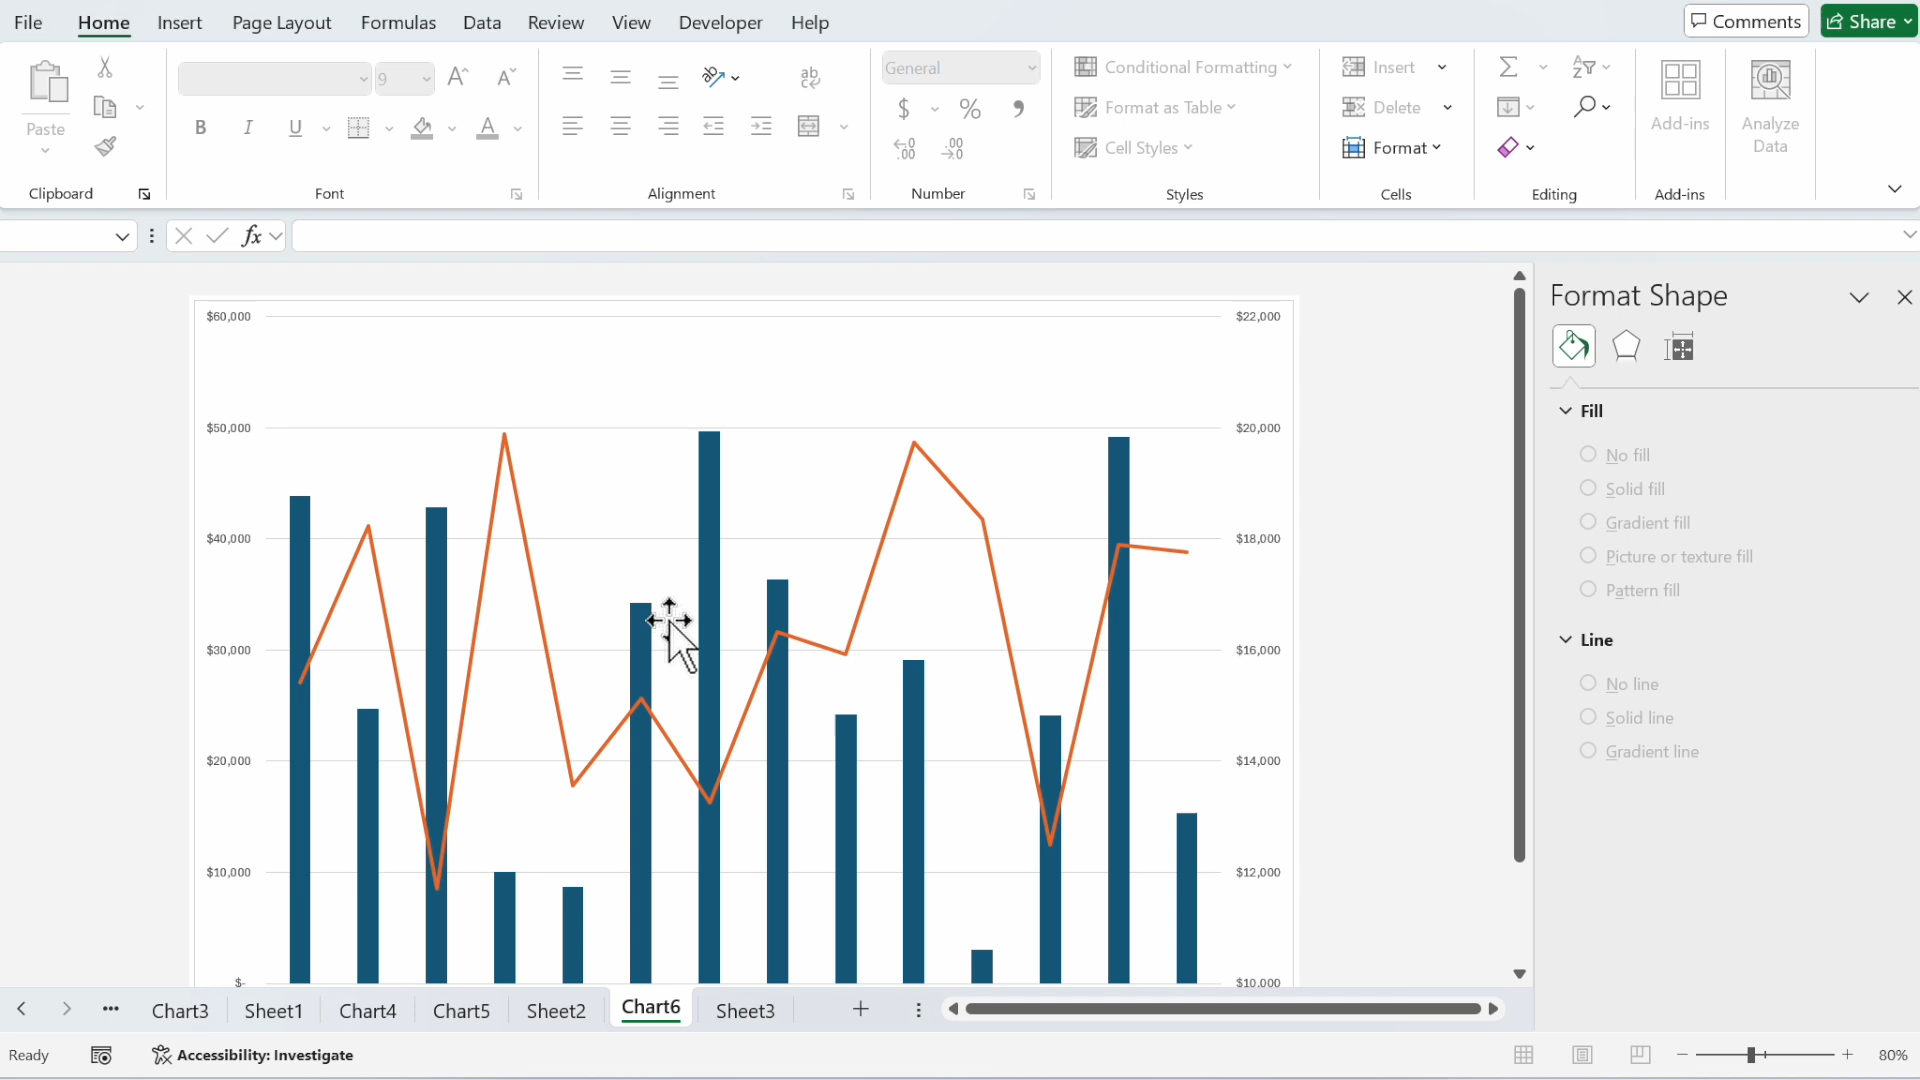 File Home Insert Page Layout Formulas Data Review View Developer Help Comments Share
9 General Conditional Formatting Insert
Paste B I U A ab $ % Format as Table Delete Add-ins Analyze Data
Cell Styles Format
Clipboard Font Alignment Number Styles Cells Editing Add-ins
fx
Format Shape
$60,000 $22,000
$50,000 $20,000
$40,000 $18,000
$30,000 $16,000
$20,000 $14,000
$10,000 $12,000
$- $10,000
Fill
No fill
Solid fill
Gradient fill
Picture or texture fill
Pattern fill
Line
No line
Solid line
Gradient line
Chart3 Sheet1 Chart4 Chart5 Sheet2 Chart6 Sheet3
Ready Accessibility: Investigate 80%